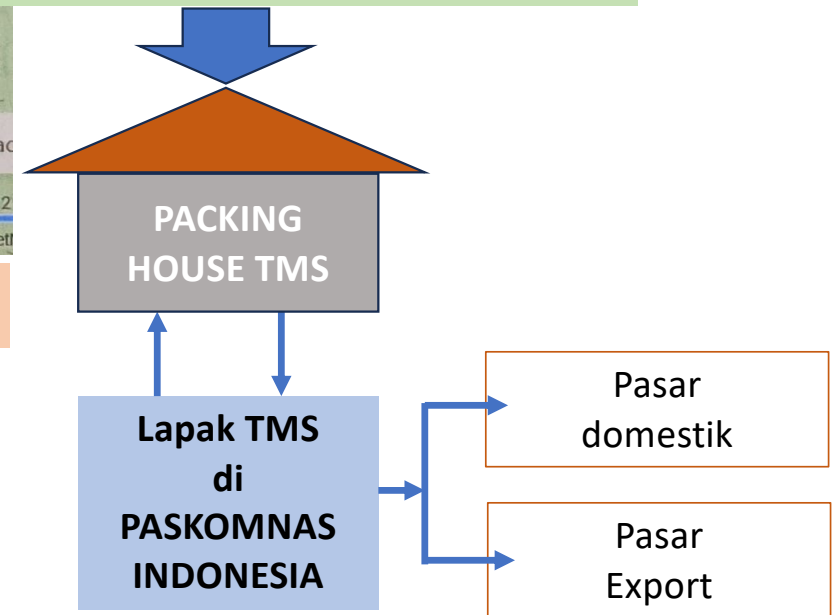 PACKING
HOUSE TMS
Lapak TMS
di
PASKOMNAS
INDONESIA
Pasar
domestik
Pasar
Export